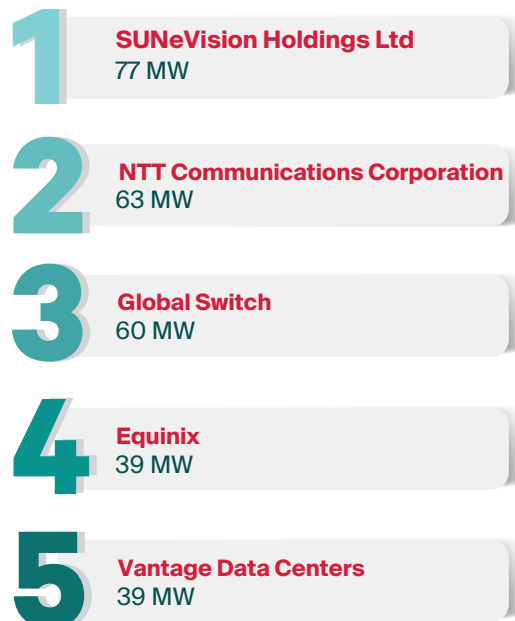 1
SUNeVision Holdings Ltd
77 MW
2
NTT Communications Corporation
63 MW
3
Global Switch
60 MW
4
Equinix
39 MW
5
Vantage Data Centers
39 MW